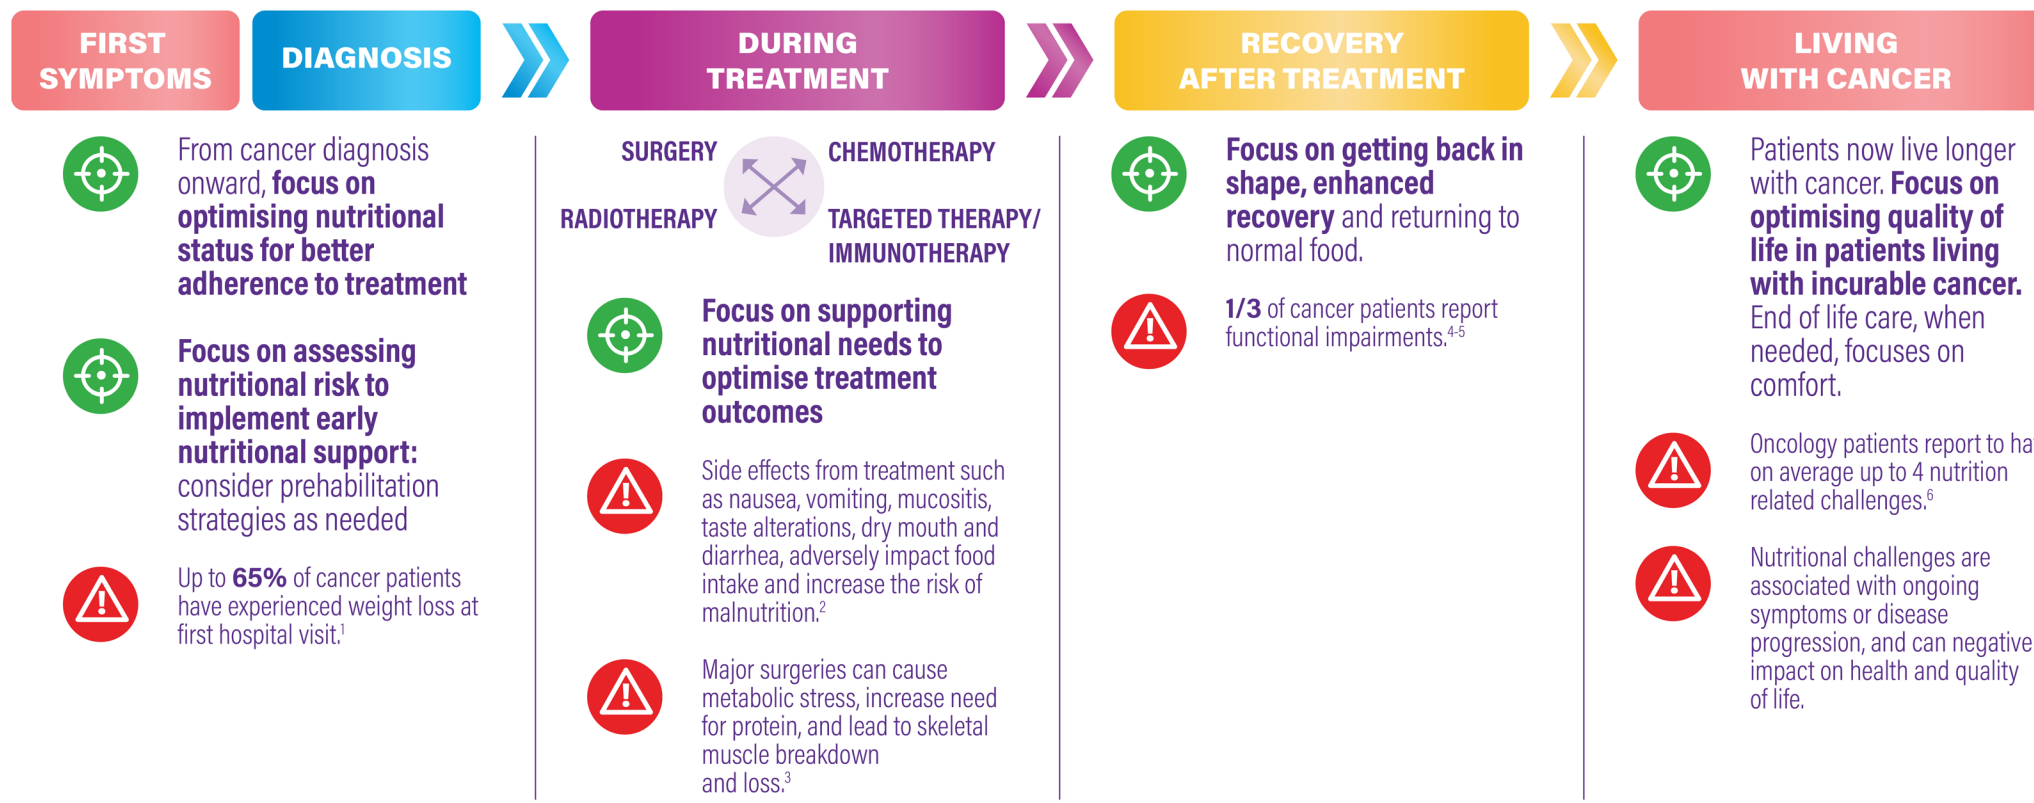 FIRST
SYMPTOMS
DIAGNOSIS
From cancer diagnosis
onward, focus on
optimising nutritional
status for better
adherence to treatment
Focus on assessing
nutritional risk to
implement early
nutritional support:
consider prehabilitation
strategies as needed
Up to 65% of cancer patients
have experienced weight loss at
first hospital visit.1
DURING
TREATMENT
SURGERY
CHEMOTHERAPY
RADIOTHERAPY
TARGETED THERAPY/
IMMUNOTHERAPY
Focus on supporting
nutritional needs to
optimise treatment
outcomes
Side effects from treatment such
as nausea, vomiting, mucositis,
taste alterations, dry mouth and
diarrhea, adversely impact food
intake and increase the risk of
malnutrition.2
Major surgeries can cause
metabolic stress, increase need
for protein, and lead to skeletal
muscle breakdown
and loss.3
RECOVERY
AFTER TREATMENT
Focus on getting back in
shape, enhanced
recovery and returning to
normal food.
1/3 of cancer patients report
functional impairments.4-5
LIVING
WITH CANCER
Patients now live longer
with cancer. Focus on
optimising quality of
life in patients living
with incurable cancer.
End of life care, when
needed, focuses on
comfort.
Oncology patients report to
on average up to 4 nutrition
related challenges.6
Nutritional challenges are
associated with ongoing
symptoms or disease
progression, and can negative
impact on health and quality
of life.